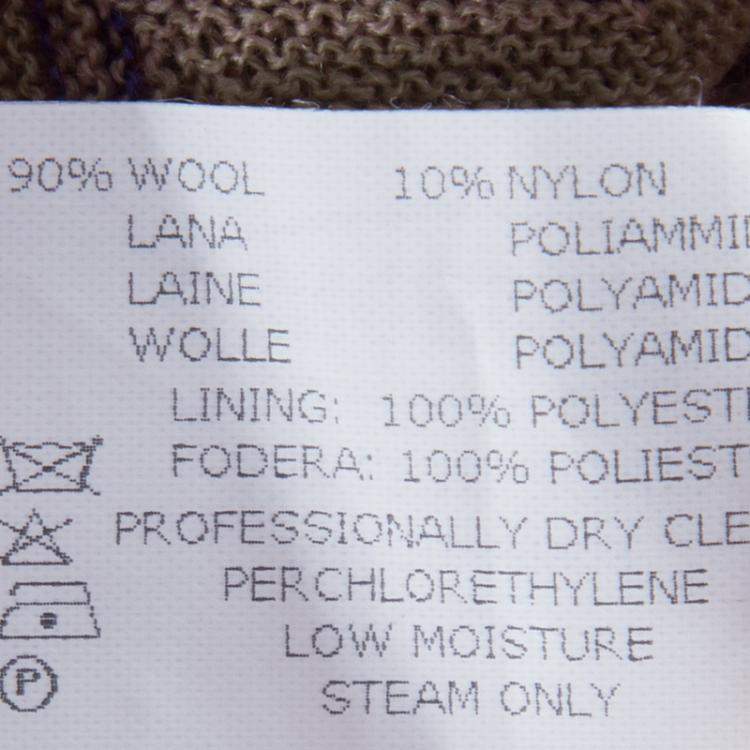 90% WOOL 10% NYLON
LANA POLIAMMI
LAINE POLYAMID
WOLLE POLYAMID
LINING: 100% POLYEST
FODERA: 100% POLIEST
PROFESSIONALLY DRY CLE
PERCHLORETHYLENE
LOW MOISTURE
STEAM ONLY
P